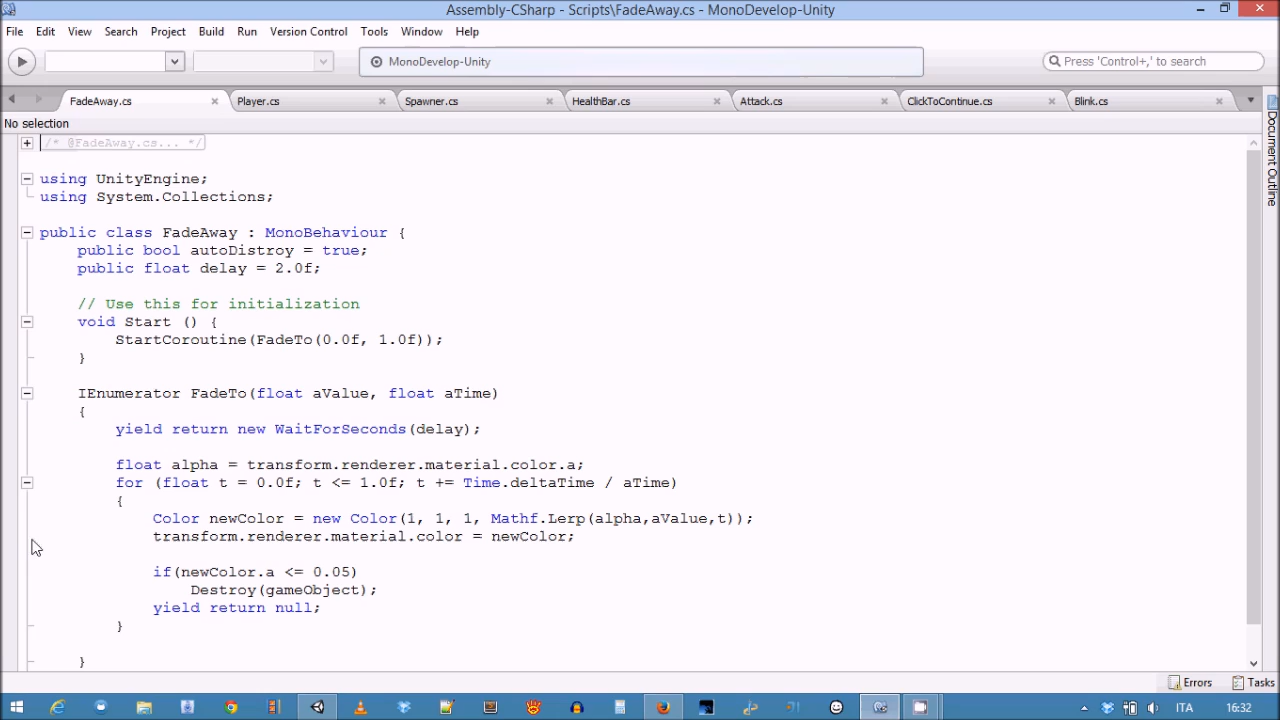 Assembly-CSharp - Scripts\FadeAway.cs - MonoDevelop-Unity
File Edit View Search Project Build Run Version Control Tools Window Help
MonoDevelop-Unity
Press 'Control+,' to search
FadeAway.cs Player.cs Spawner.cs HealthBar.cs Attack.cs ClickToContinue.cs Blink.cs
No selection
Document Outline
/* @FadeAway.cs... */
using UnityEngine;
using System.Collections;
public class FadeAway : MonoBehaviour {
public bool autoDistroy = true;
public float delay = 2.0f;
// Use this for initialization
void Start () {
StartCoroutine(FadeTo(0.0f, 1.0f));
}
IEnumerator FadeTo(float aValue, float aTime)
{
yield return new WaitForSeconds(delay);
float alpha = transform.renderer.material.color.a;
for (float t = 0.0f; t <= 1.0f; t += Time.deltaTime / aTime)
{
Color newColor = new Color(1, 1, 1, Mathf.Lerp(alpha,aValue,t));
transform.renderer.material.color = newColor;
if(newColor.a <= 0.05)
Destroy(gameObject);
yield return null;
}
}
Errors Tasks
ITA 16:32